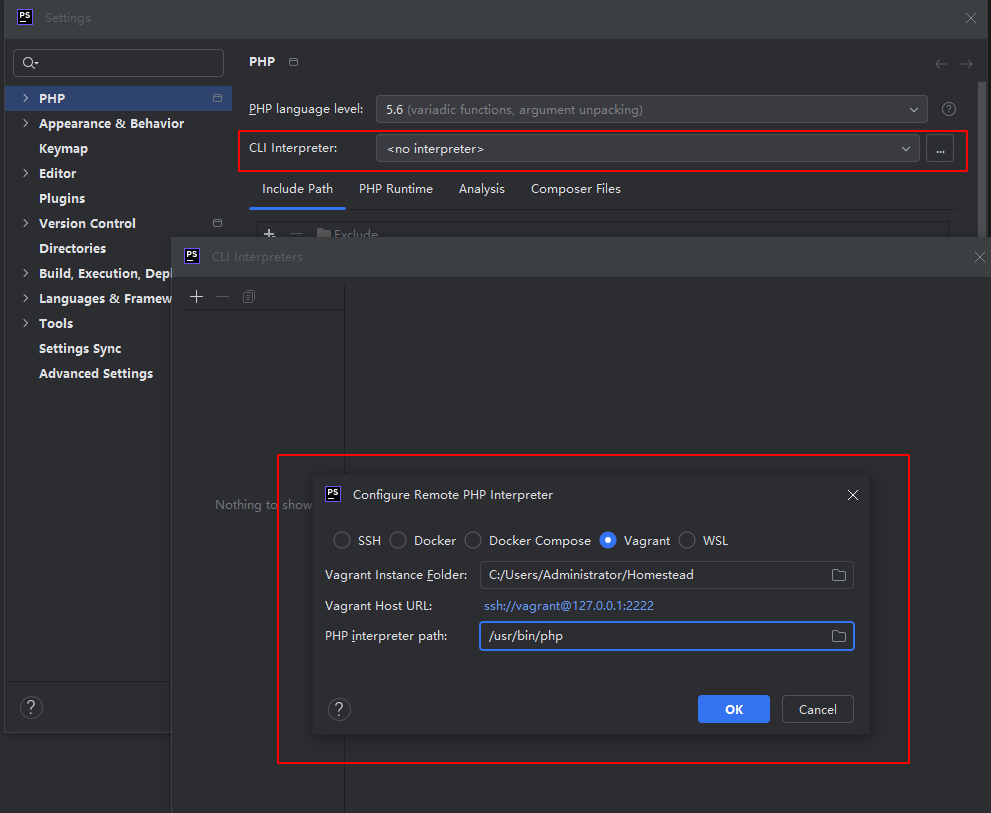 PS Settings
PHP
PHP
Appearance & Behavior
Keymap
Editor
Plugins
Version Control
Directories
Build, Execution, Depl
Languages & Framew
Tools
Settings Sync
Advanced Settings
?
PHP language level: 5.6 (variadic functions, argument unpacking) ?
CLI Interpreter: <no interpreter> ...
Include Path PHP Runtime Analysis Composer Files
Exclude
PS CLI Interpreters
Nothing to show
PS Configure Remote PHP Interpreter
SSH Docker Docker Compose Vagrant WSL
Vagrant Instance Folder: C:/Users/Administrator/Homestead
Vagrant Host URL: ssh://vagrant@127.0.0.1:2222
PHP interpreter path: /usr/bin/php
? OK Cancel